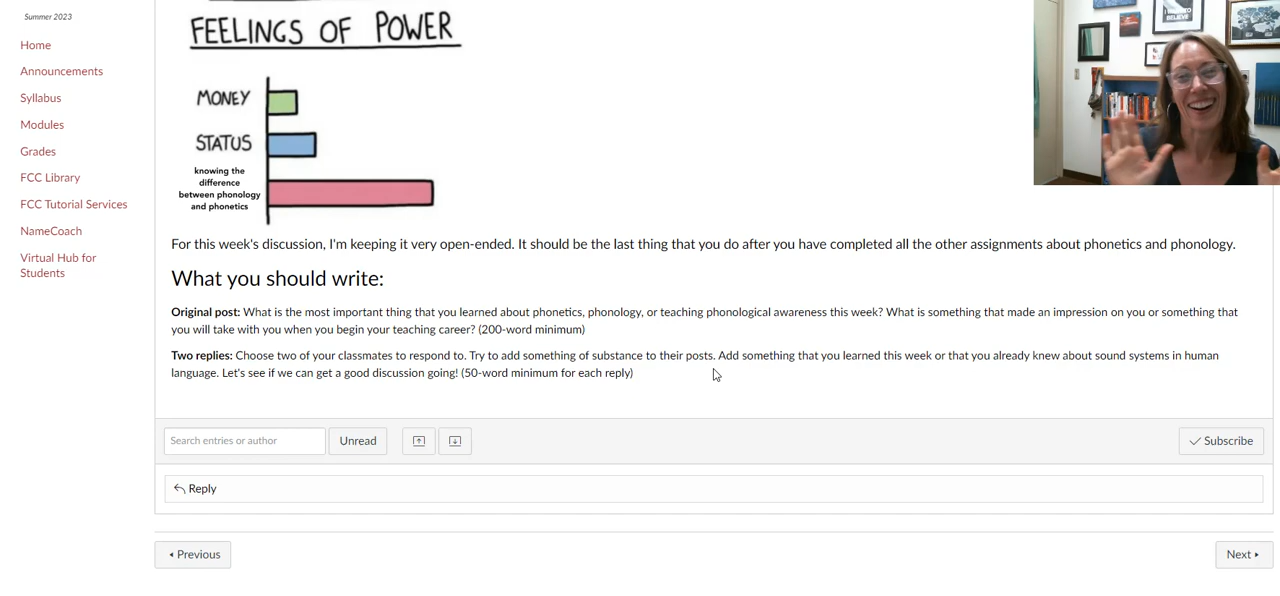 Summer 2023
Home
Announcements
Syllabus
Modules
Grades
FCC Library
FCC Tutorial Services
NameCoach
Virtual Hub for
Students
FEELINGS OF POWER
MONEY
STATUS
knowing the
difference
between phonology
and phonetics
For this week's discussion, I'm keeping it very open-ended. It should be the last thing that you do after you have completed all the other assignments about phonetics and phonology.
What you should write:
Original post: What is the most important thing that you learned about phonetics, phonology, or teaching phonological awareness this week? What is something that made an impression on you or something that
you will take with you when you begin your teaching career? (200-word minimum)
Two replies: Choose two of your classmates to respond to. Try to add something of substance to their posts. Add something that you learned this week or that you already knew about sound systems in human
language. Let's see if we can get a good discussion going! (50-word minimum for each reply)
Search entries or author
Unread
Subscribe
Reply
Previous
Next